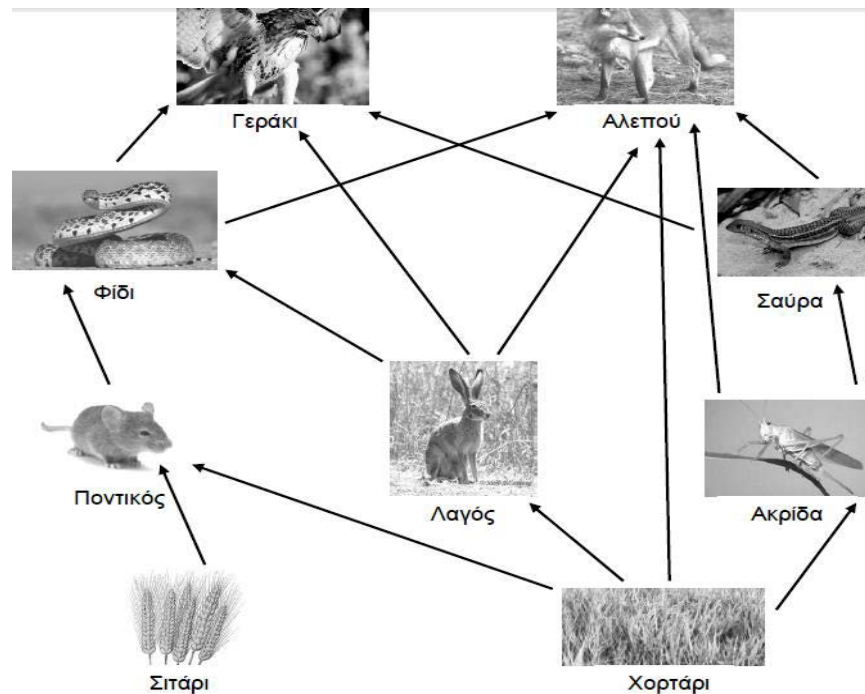 Γεράκι
Αλεπού
Φίδι
Σαύρα
Ποντικός
Λαγός
Ακρίδα
Σιτάρι
Χορτάρι